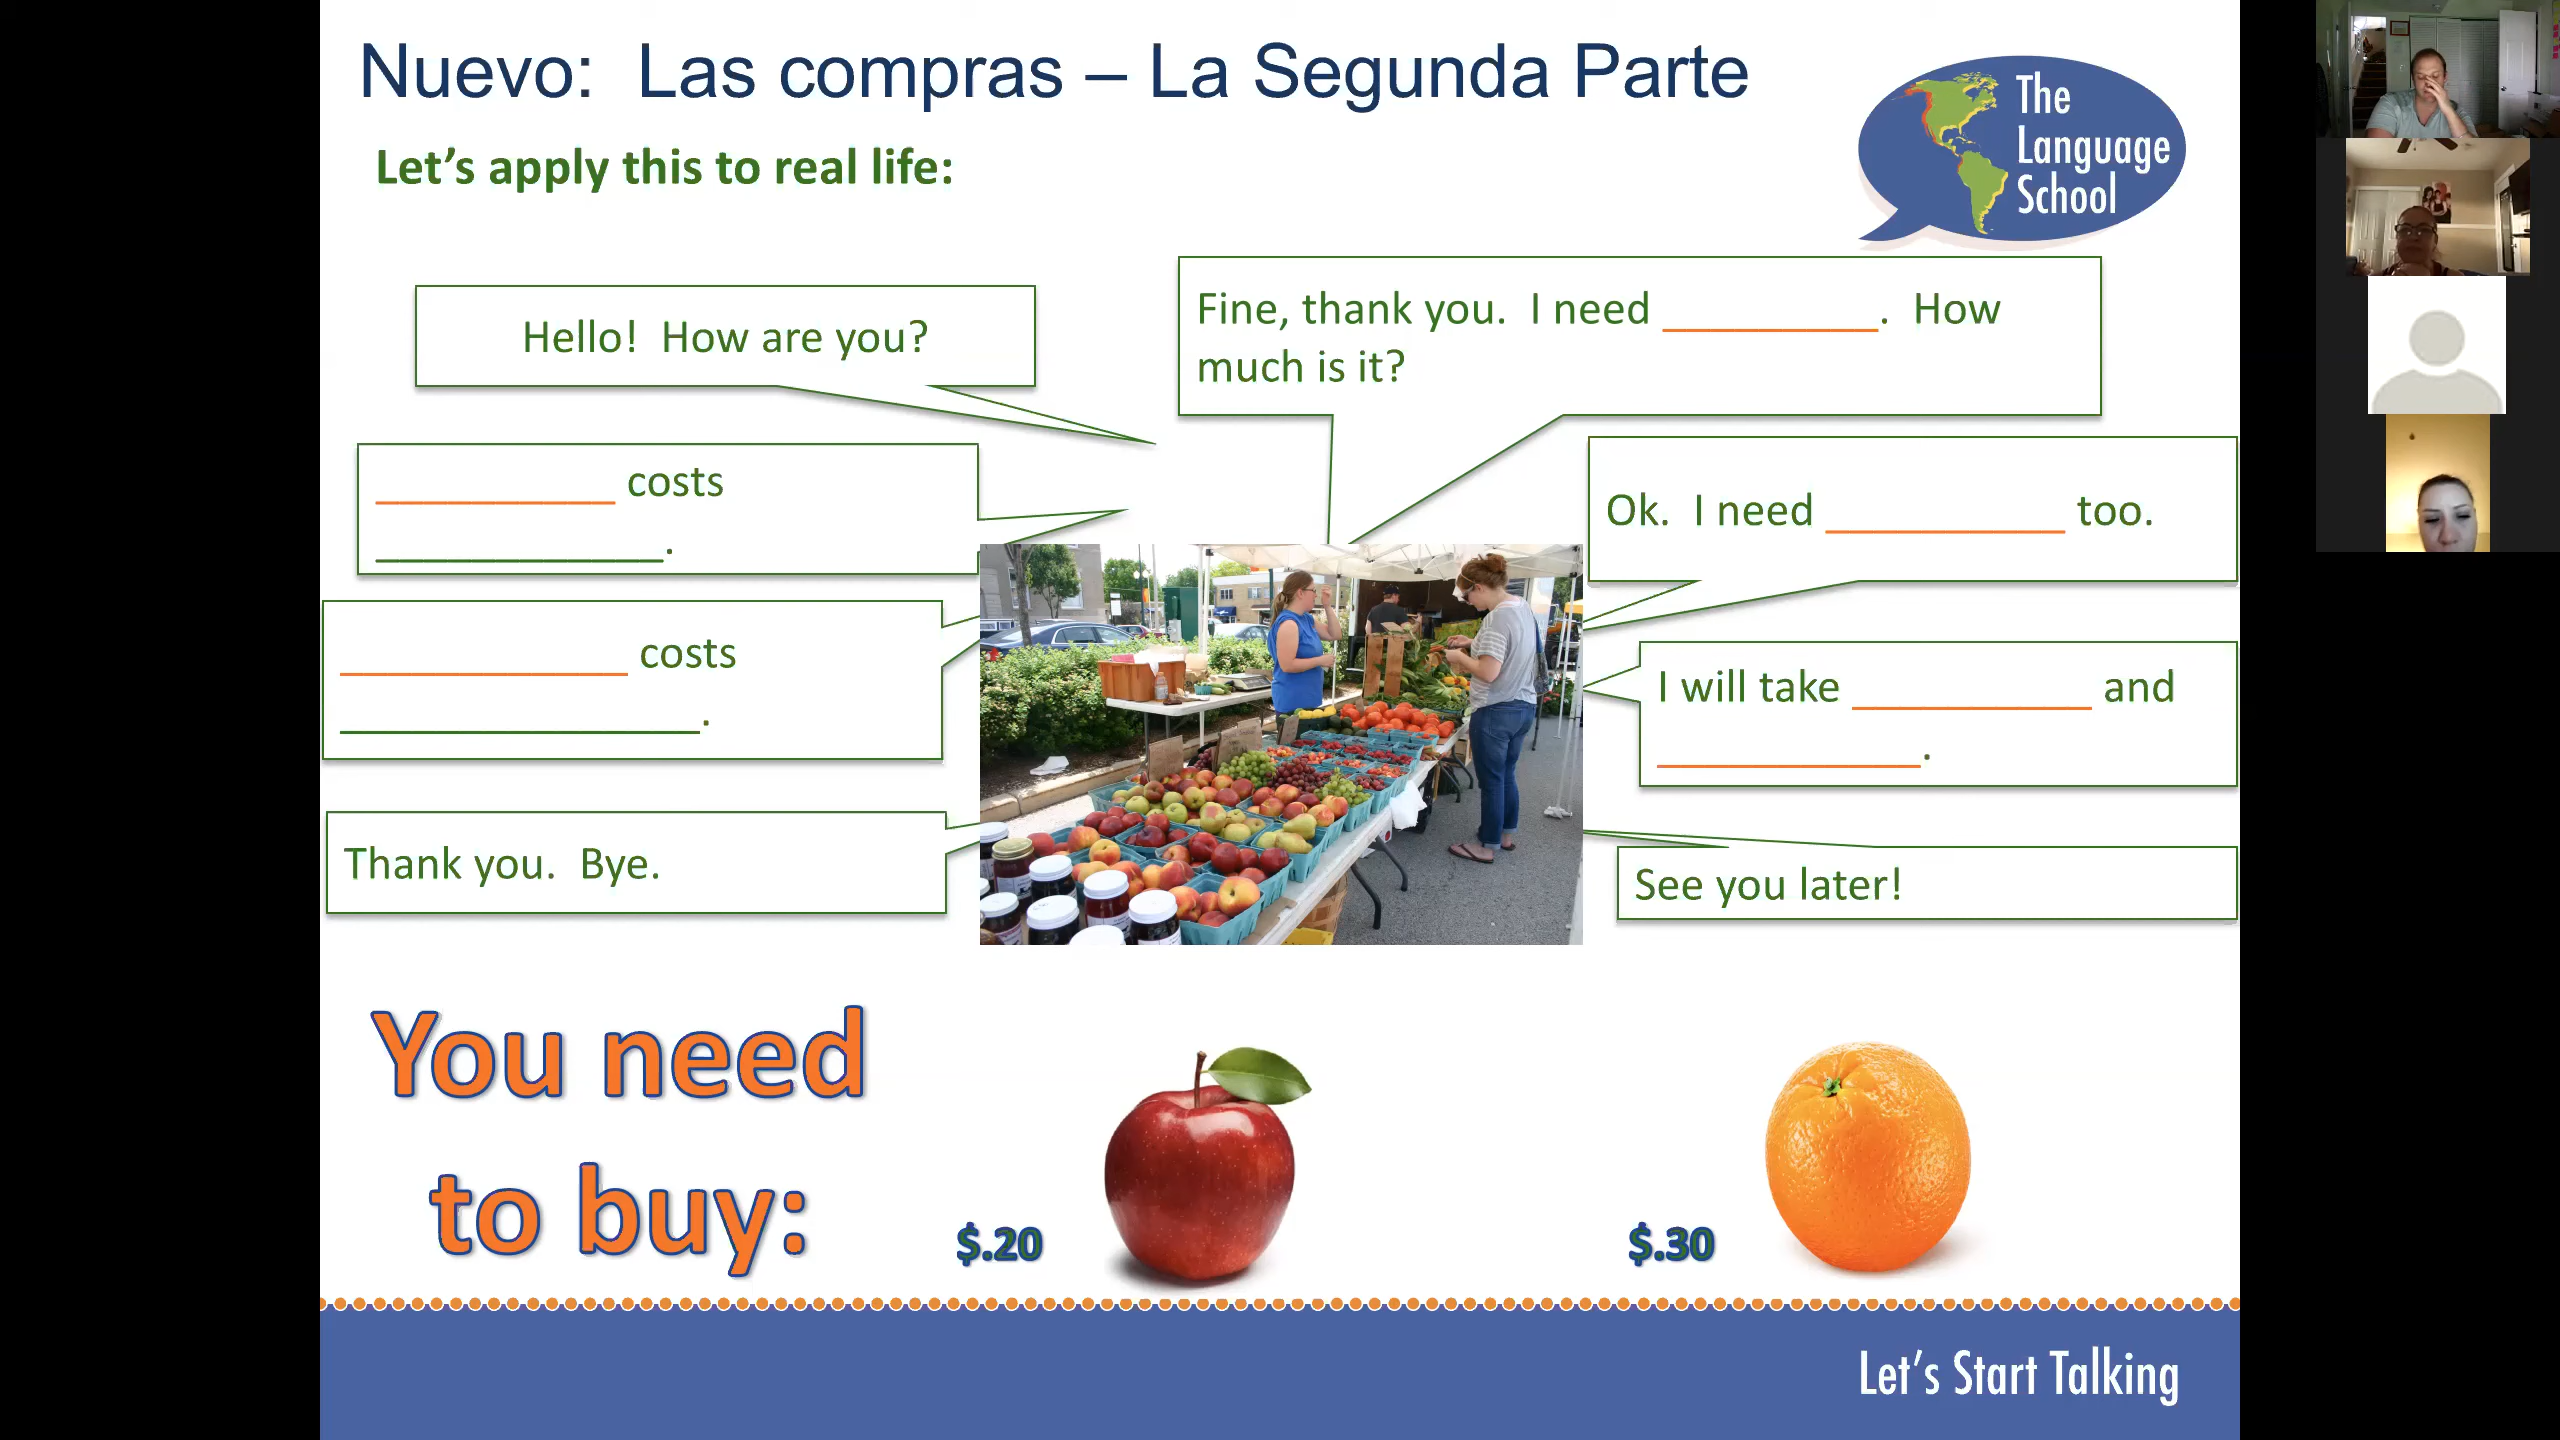 Nuevo:  Las compras – La Segunda Parte
The
Language
School
Let's apply this to real life:
Hello!  How are you?
Fine, thank you.  I need _________.  How
much is it?
__________ costs
____________.
Ok.  I need __________ too.
____________ costs
_______________.
I will take __________ and
___________.
Thank you.  Bye.
See you later!
You need
to buy:
$.20
$.30
Let's Start Talking